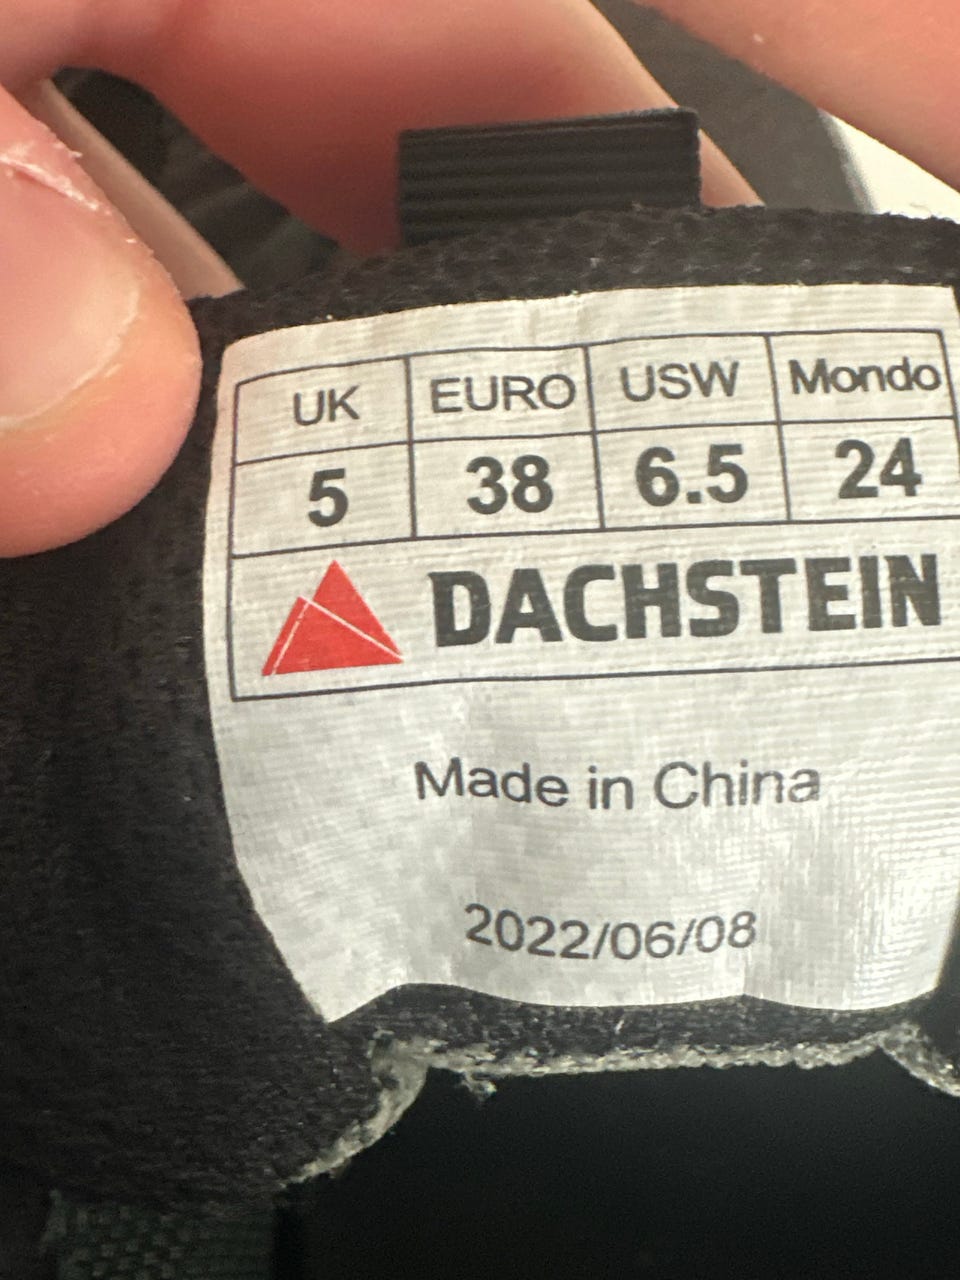 UK EURO USW Mondo
5 38 6.5 24
DACHSTEIN
Made in China
2022/06/08